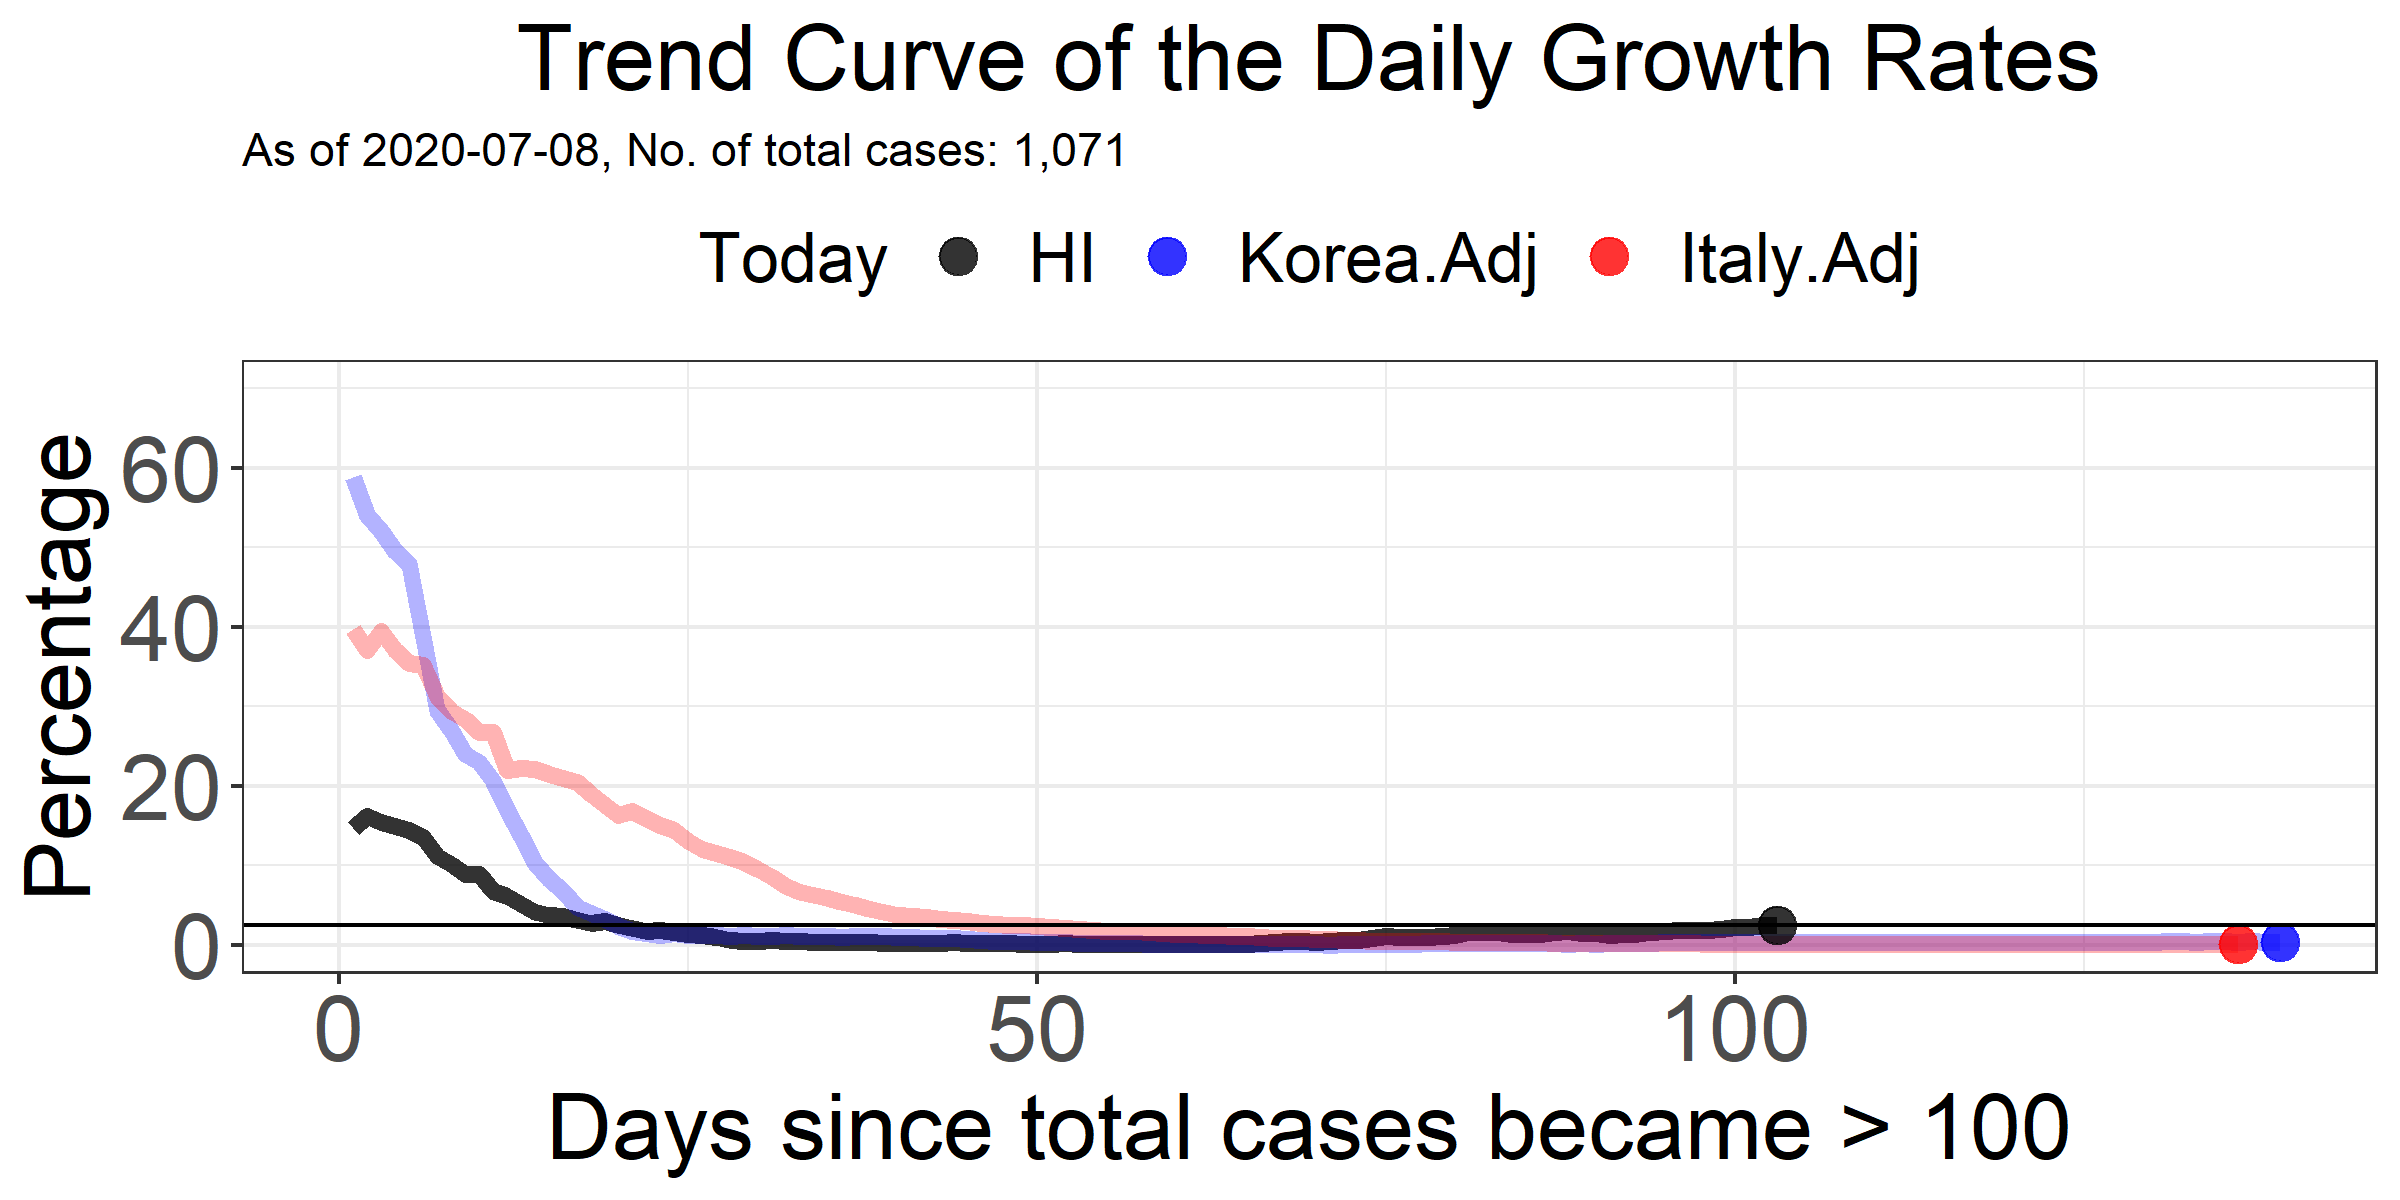 Trend Curve of the Daily Growth Rates
As of 2020-07-08, No. of total cases: 1,071
Today HI Korea.Adj Italy.Adj
Percentage
60
40
20
0
0 50 100
Days since total cases became > 100